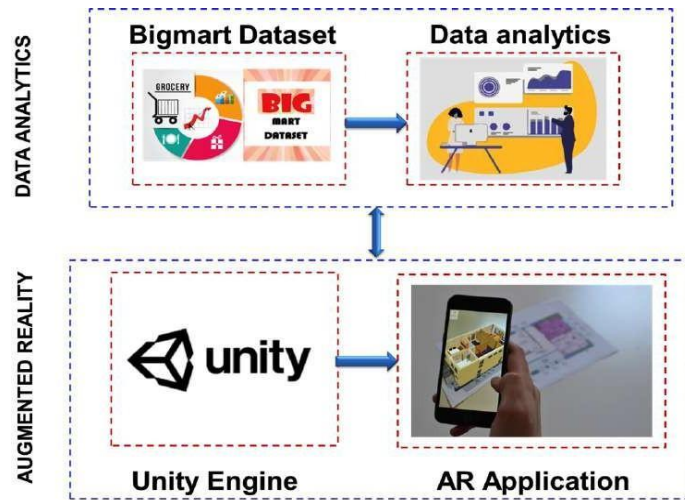 DATA ANALYTICS
Bigmart Dataset
Data analytics
GROCERY
BIG
MART
DATASET
AUGMENTED REALITY
unity
Unity Engine
AR Application